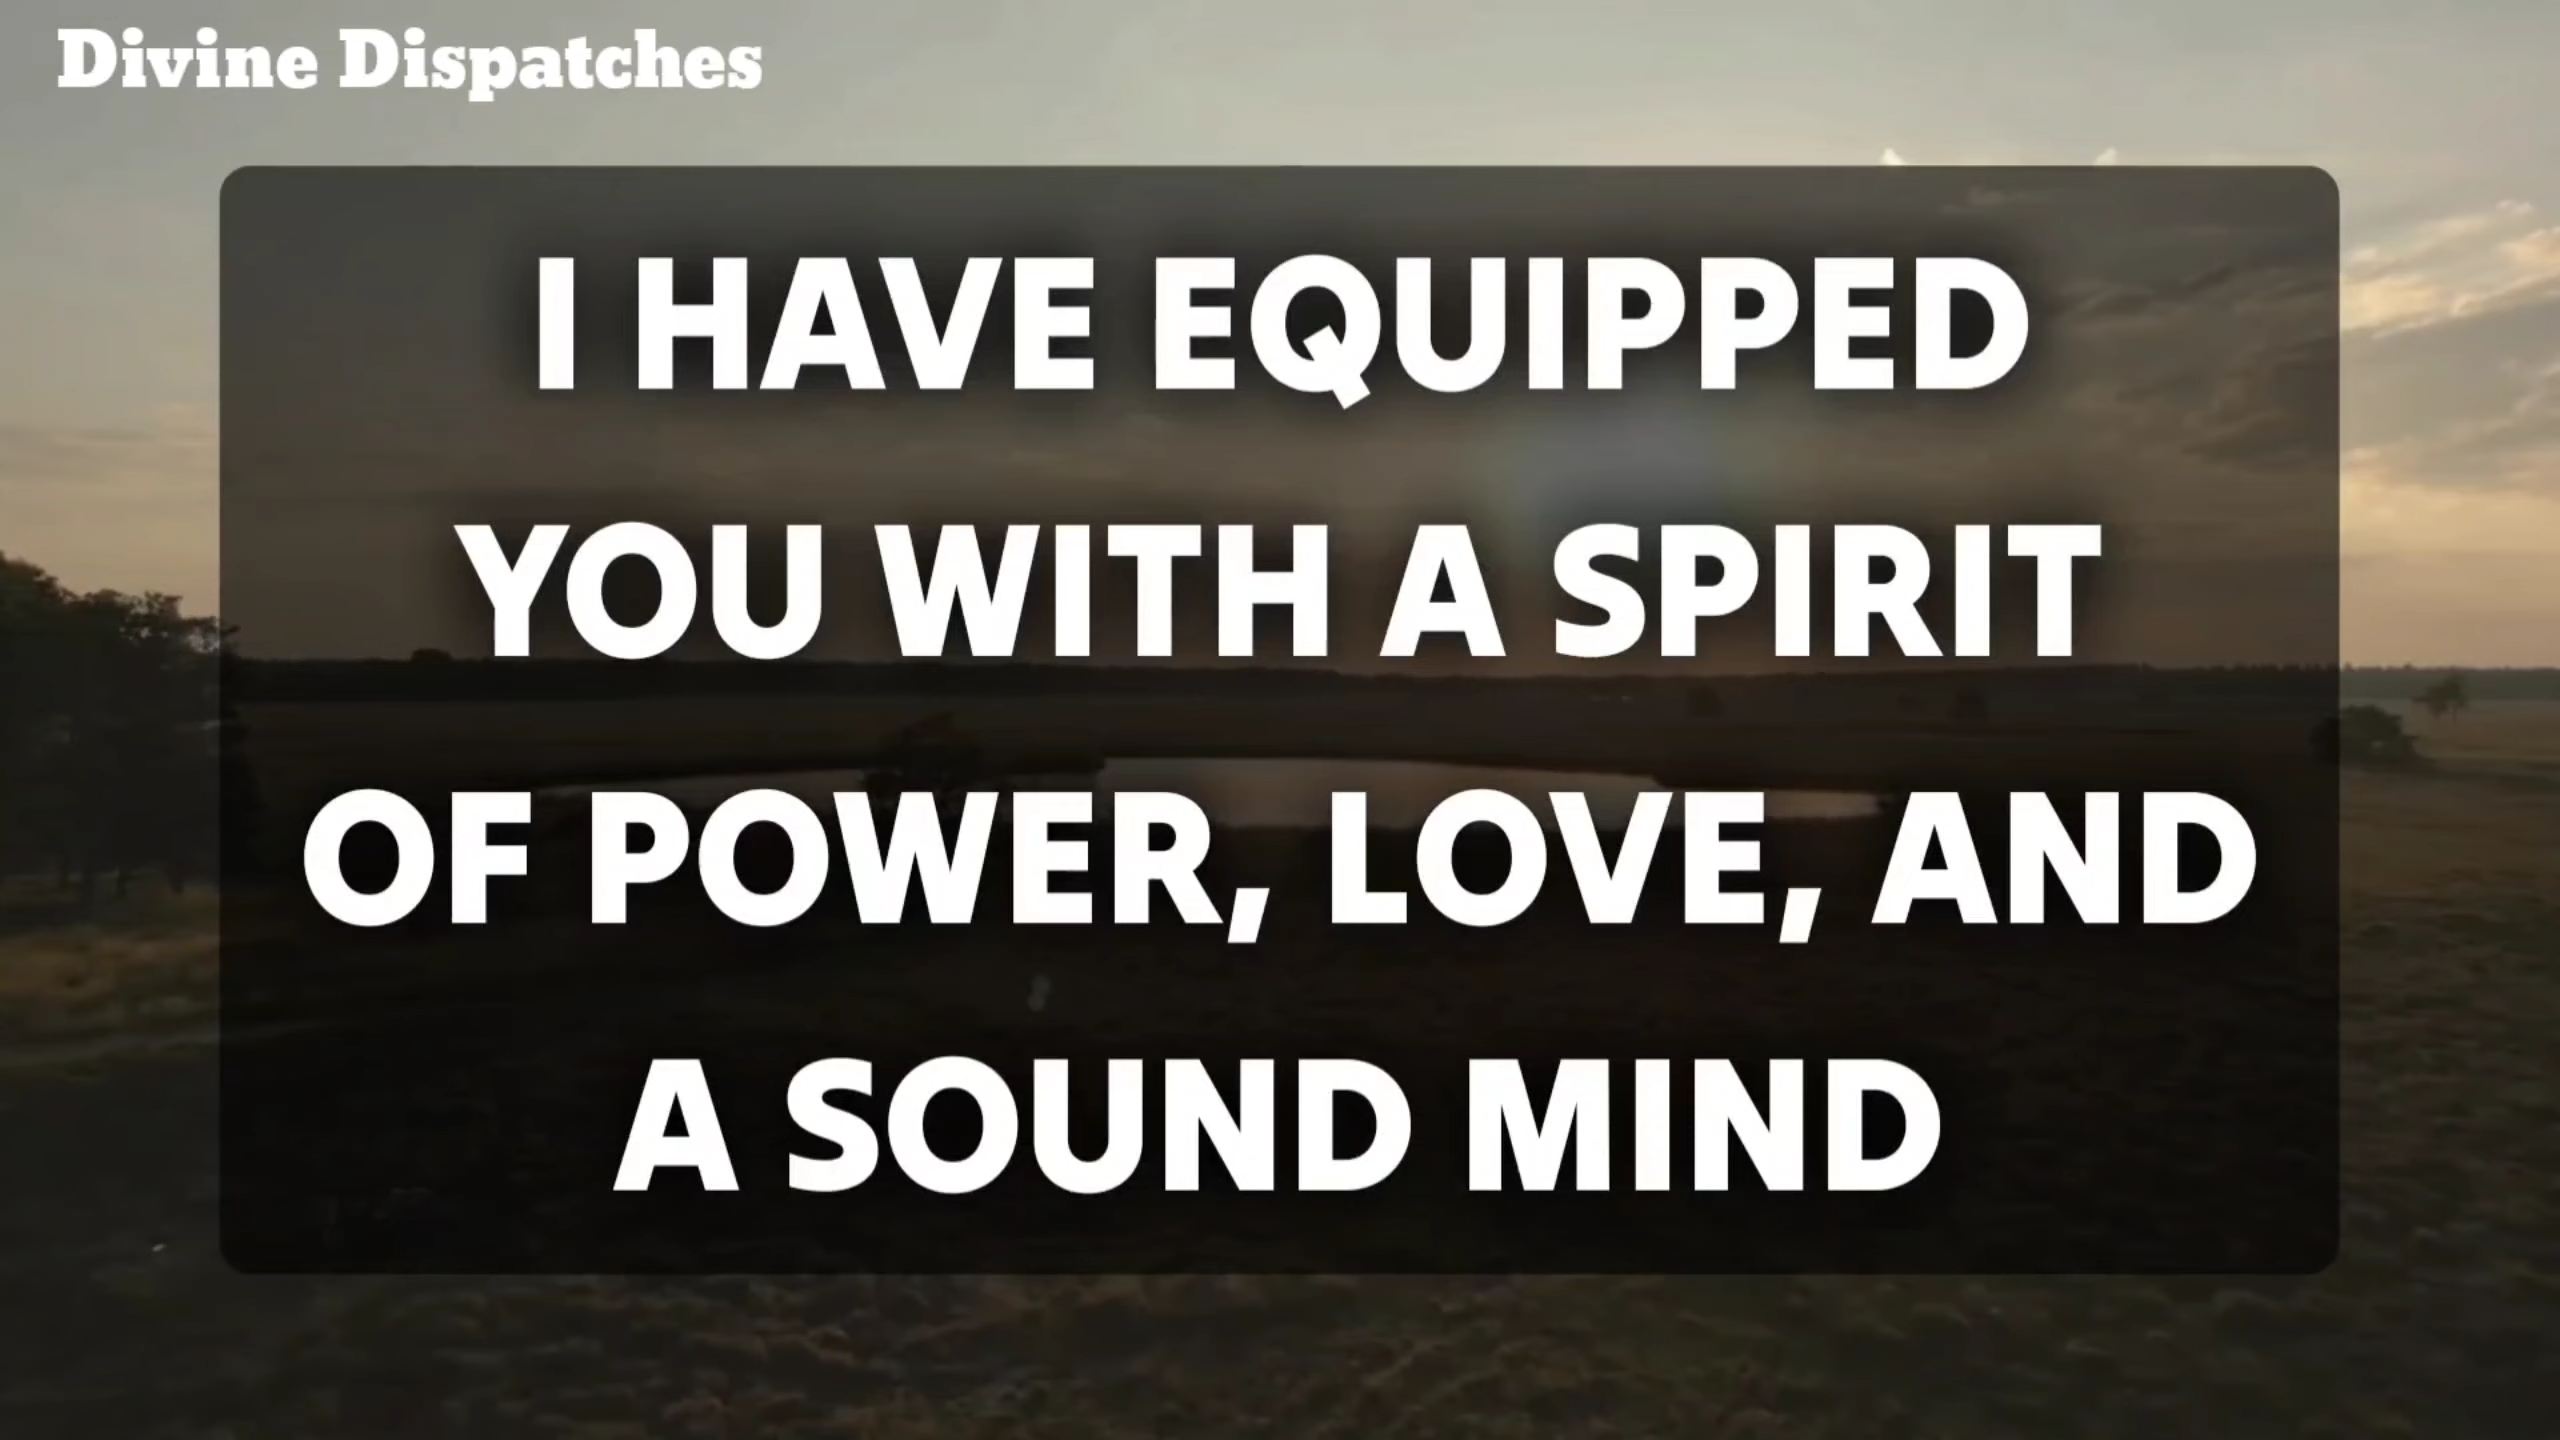 Divine Dispatches
I HAVE EQUIPPED
YOU WITH A SPIRIT
OF POWER, LOVE, AND
A SOUND MIND